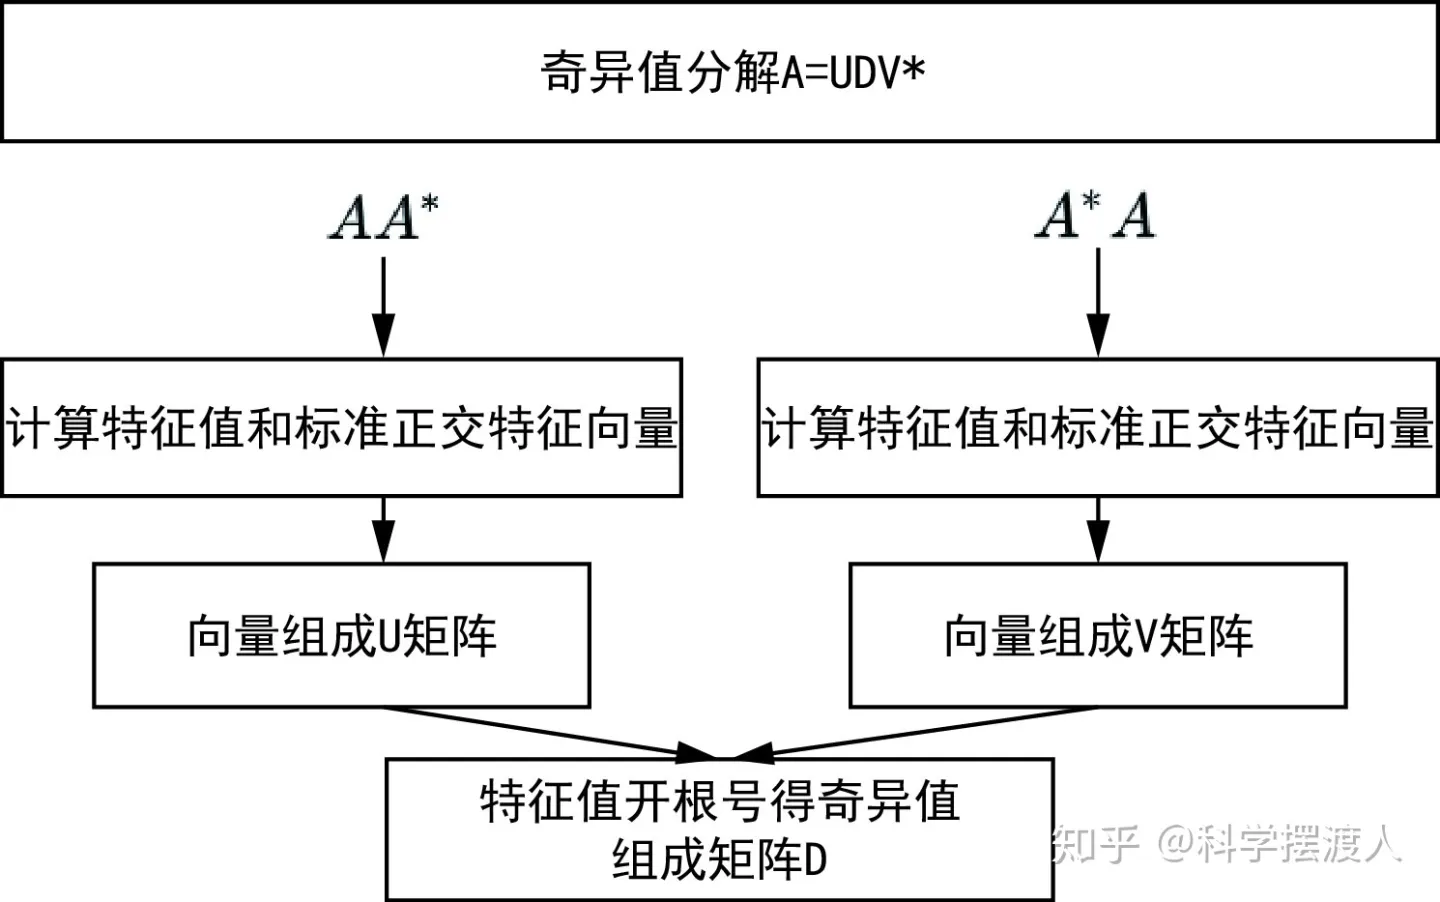 奇异值分解A=UDV*
AA*
A*A
计算特征值和标准正交特征向量
计算特征值和标准正交特征向量
向量组成U矩阵
向量组成V矩阵
特征值开根号得奇异值
组成矩阵D
知乎 @科学摆渡人